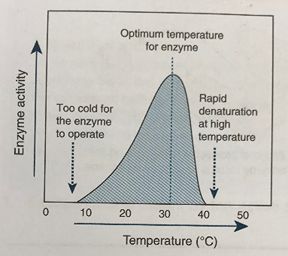 Optimum temperature
for enzyme
Too cold for
the enzyme
to operate
Rapid
denaturation
at high
temperature
Enzyme activity
0 10 20 30 40 50
Temperature (°C)